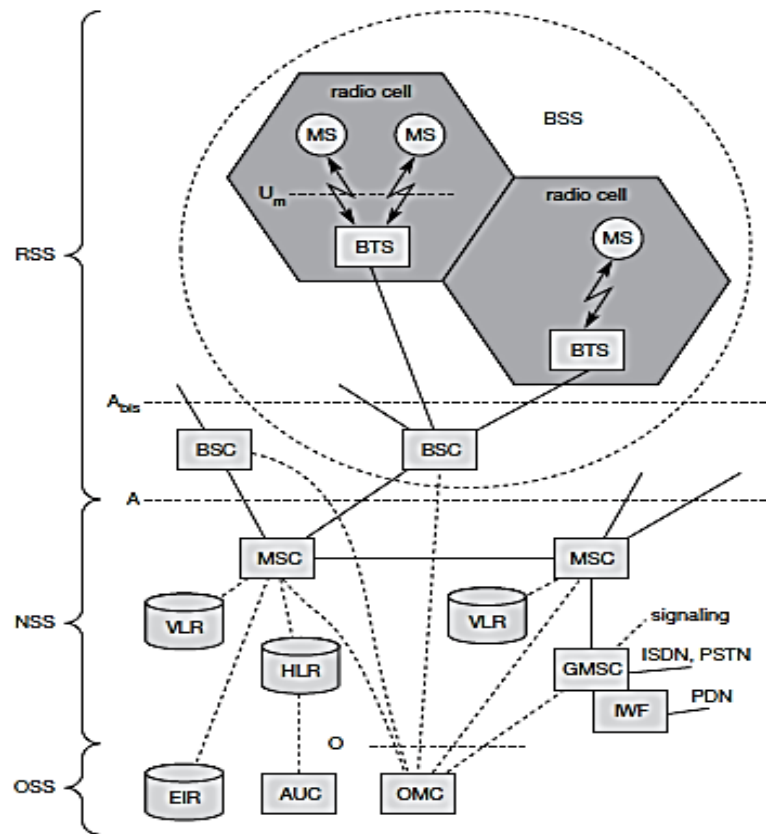 radio cell
MS MS
BSS
U_m
radio cell
BTS
MS
RSS
BTS
A_bis
BSC BSC
A
MSC MSC
VLR VLR
signaling
NSS
HLR
GMSC
ISDN, PSTN
IWF
PDN
O
OSS
EIR AUC OMC